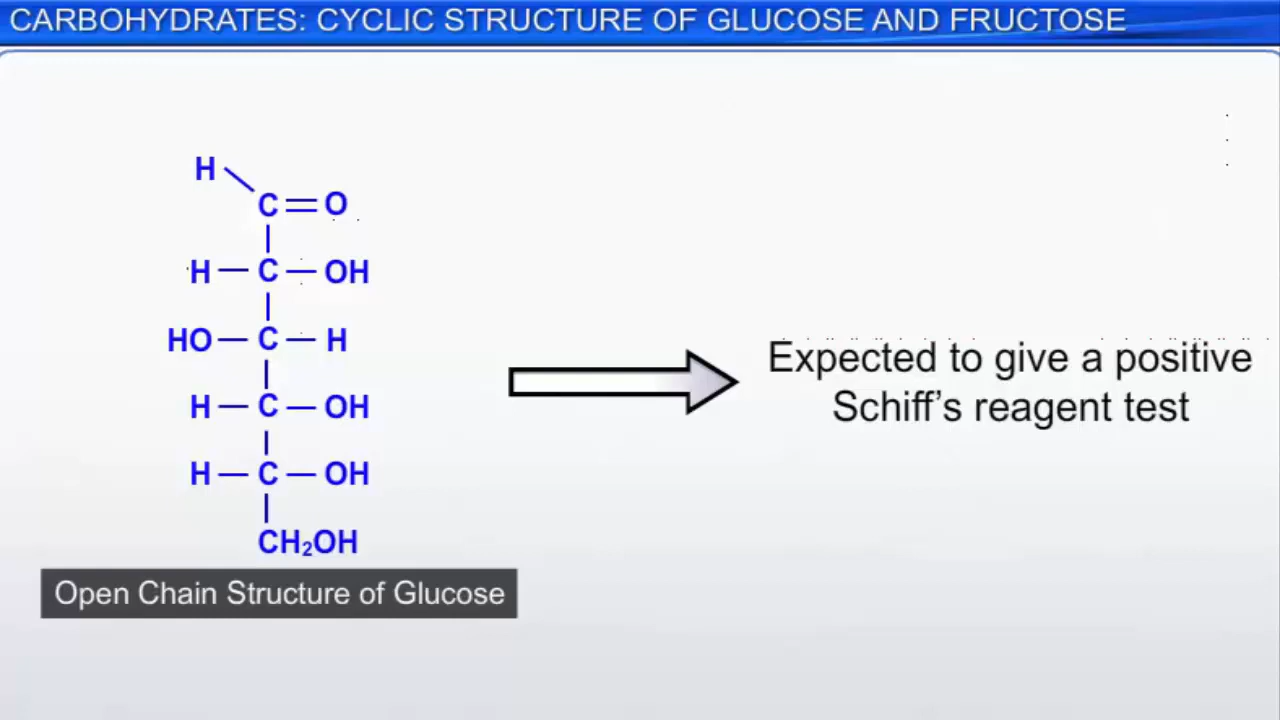 CARBOHYDRATES: CYCLIC STRUCTURE OF GLUCOSE AND FRUCTOSE
H
C=O
H—C—OH
HO—C—H
H—C—OH
H—C—OH
CH₂OH
Open Chain Structure of Glucose
Expected to give a positive
Schiff’s reagent test